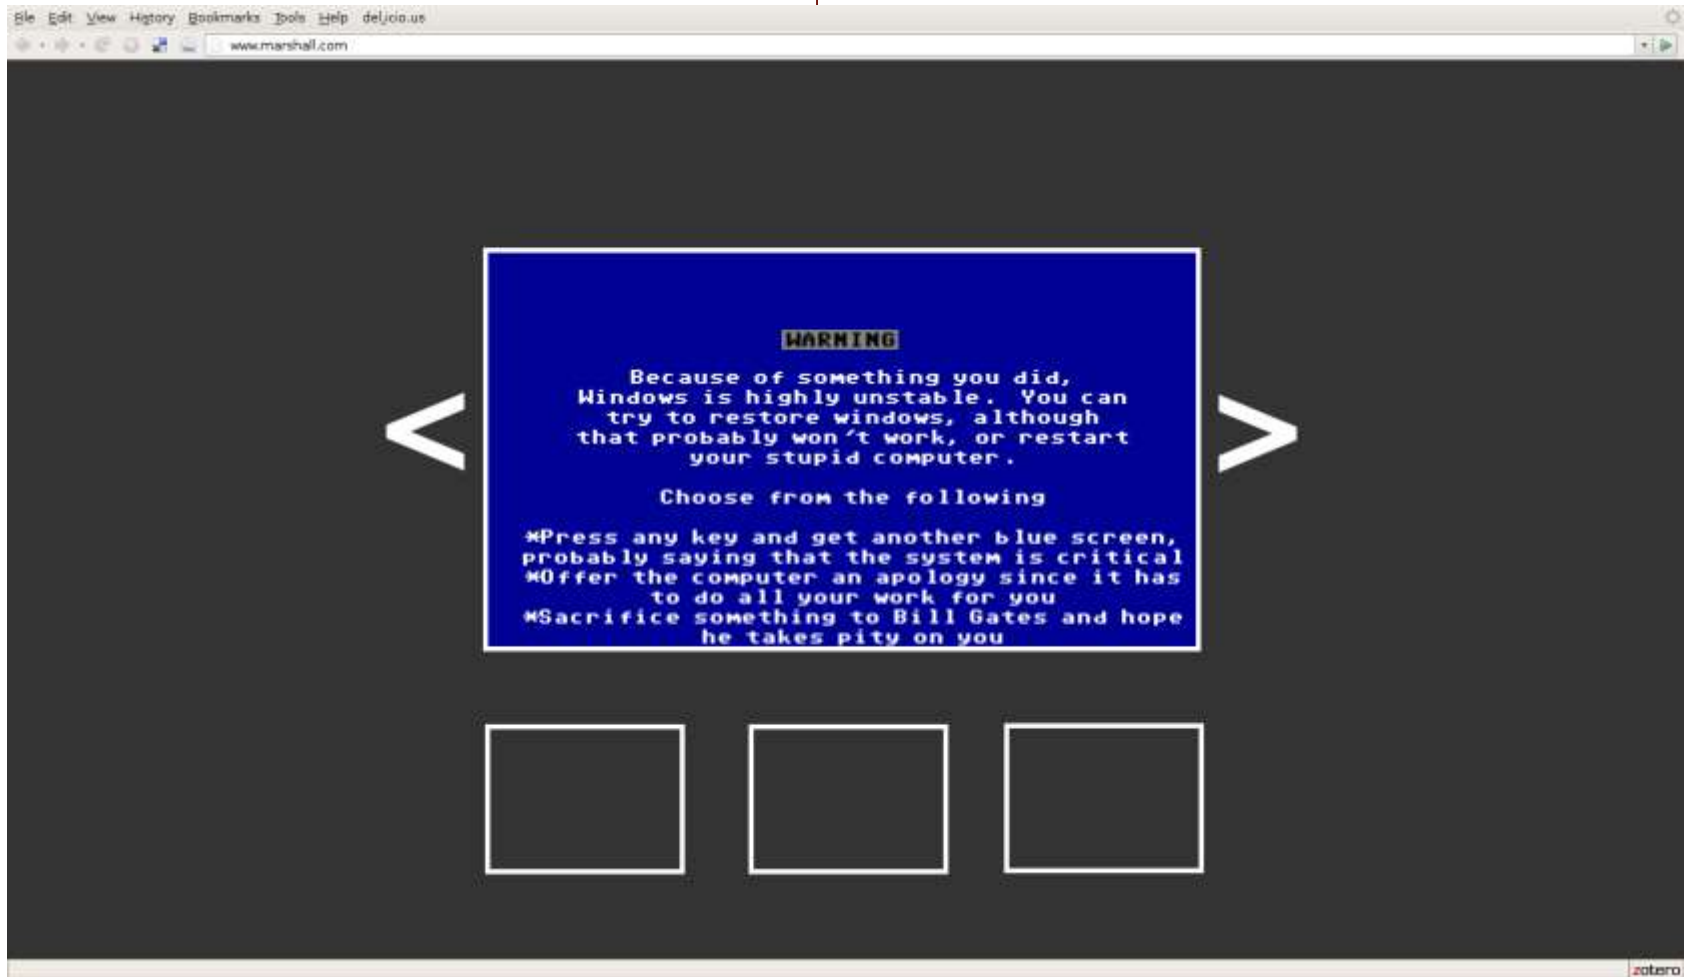 File Edit View History Bookmarks Tools Help del.icio.us
www.marshall.com
WARNING
Because of something you did,
Windows is highly unstable. You can
try to restore windows, although
that probably won't work, or restart
your stupid computer.
Choose from the following
*Press any key and get another blue screen,
probably saying that the system is critical
*Offer the computer an apology since it has
to do all your work for you
*Sacrifice something to Bill Gates and hope
he takes pity on you
< >
zotero